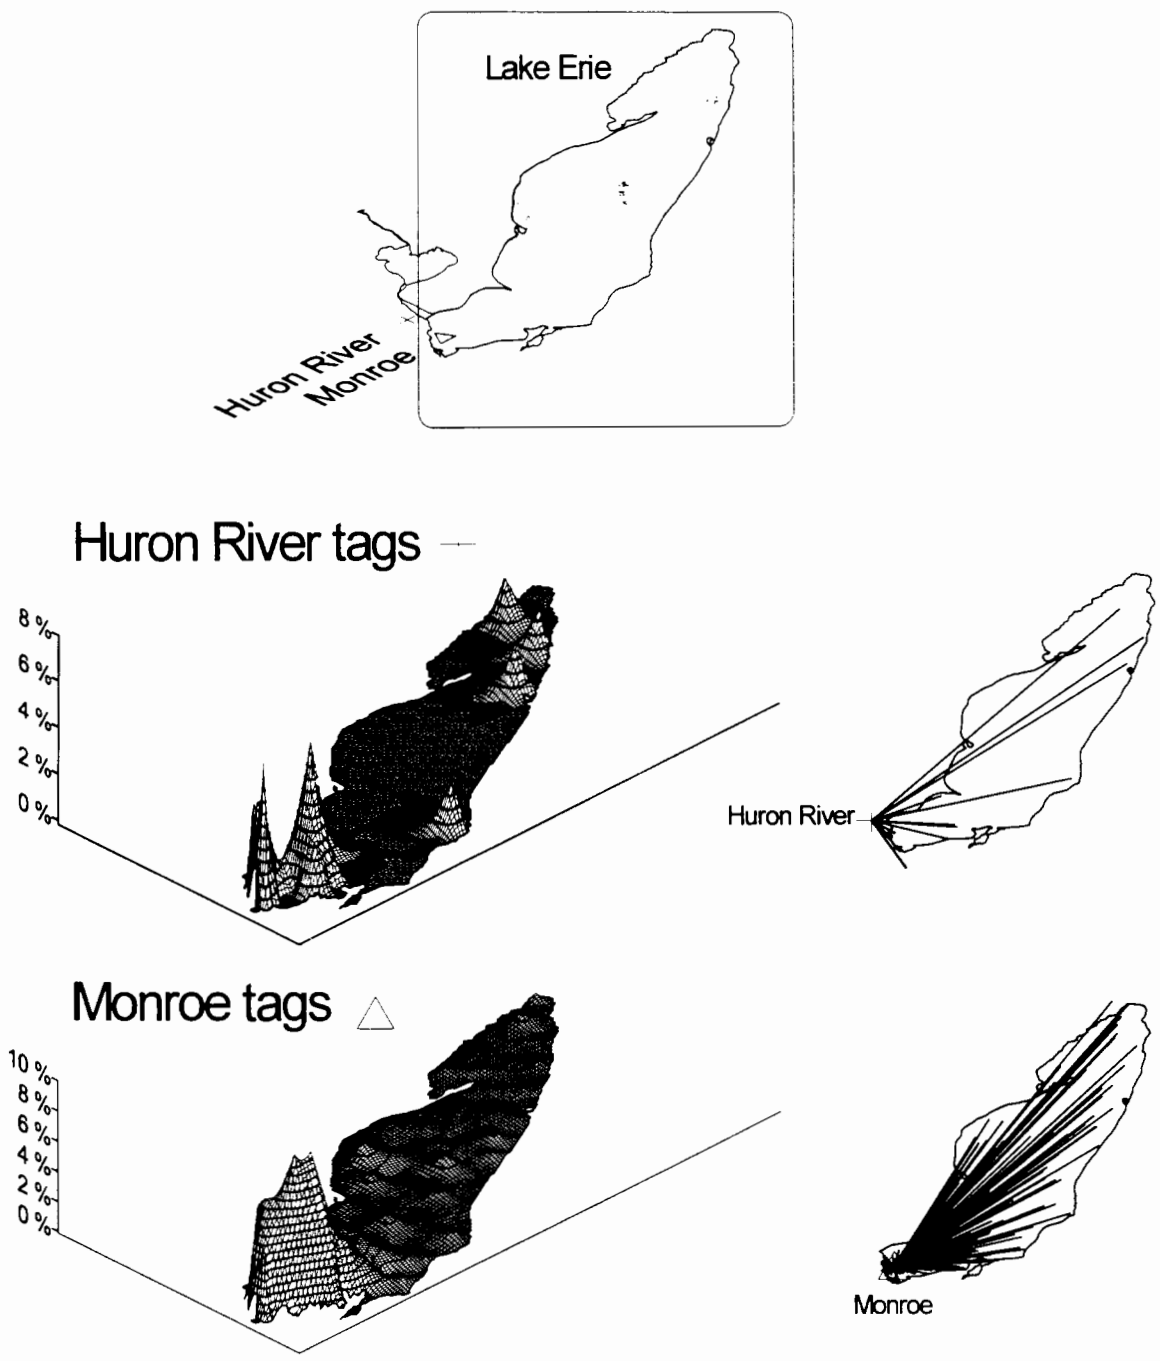 Lake Erie
Huron River
Monroe
Huron River tags
8 %
6 %
4 %
2 %
0 %
Huron River
Monroe tags
10 %
8 %
6 %
4 %
2 %
0 %
Monroe